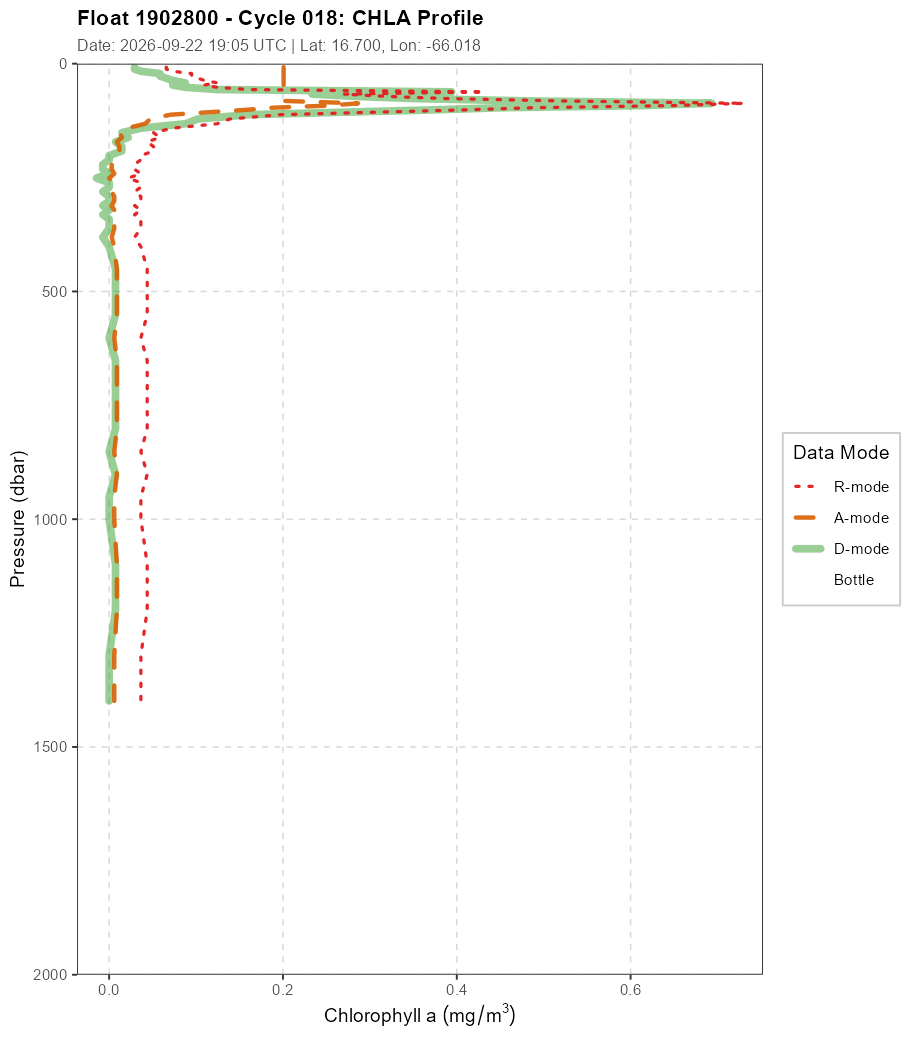 Float 1902800 - Cycle 018: CHLA Profile
Date: 2026-09-22 19:05 UTC | Lat: 16.700, Lon: -66.018
0
500
1000
1500
2000
Pressure (dbar)
0.0 0.2 0.4 0.6
Chlorophyll a (mg/m³)
Data Mode
R-mode
A-mode
D-mode
Bottle